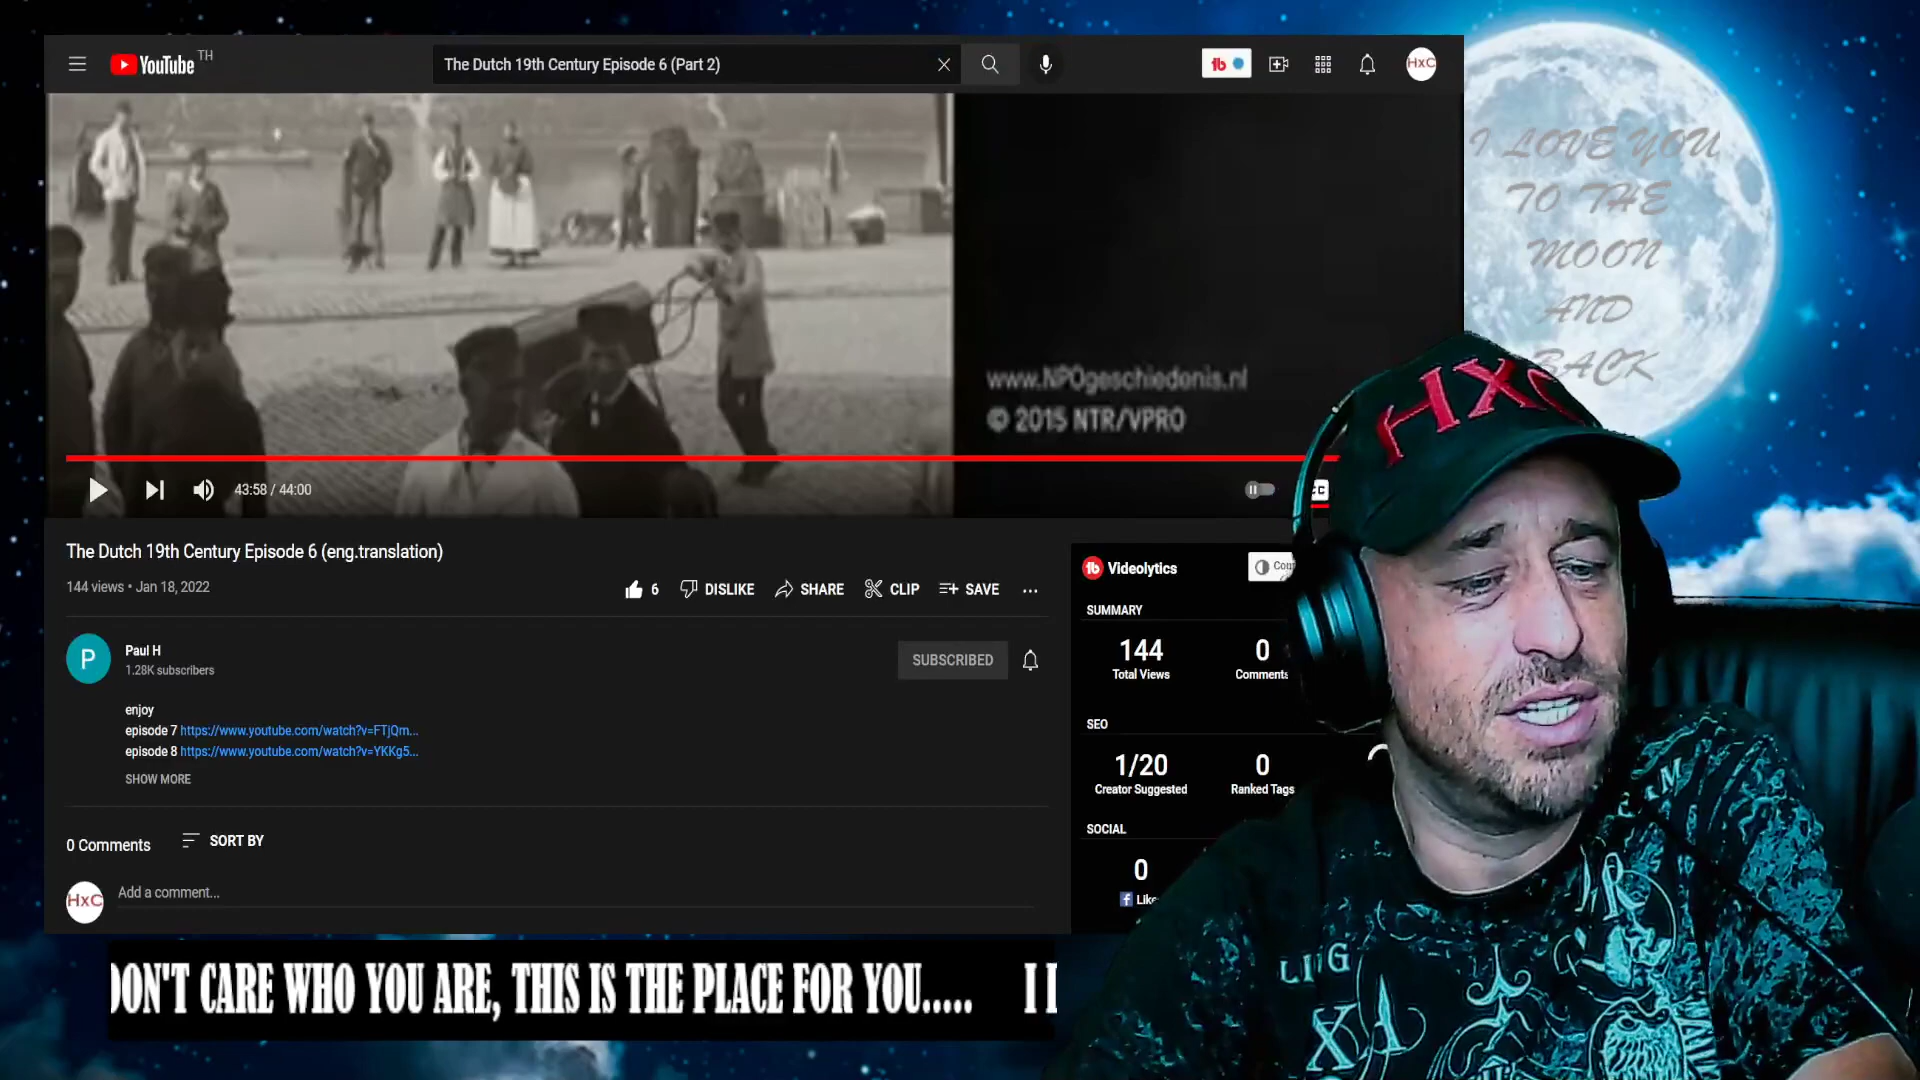 YouTube TH
The Dutch 19th Century Episode 6 (Part 2)
HxC
I LOVE YOU
TO THE
MOON
AND
BACK
www.NPOgeschiedenis.nl
© 2015 NTR/VPRO
HXC
43:58 / 44:00
The Dutch 19th Century Episode 6 (eng.translation)
144 views • Jan 18, 2022
6 DISLIKE SHARE CLIP SAVE ...
P
Paul H
1.28K subscribers
SUBSCRIBED
enjoy
episode 7 https://www.youtube.com/watch?v=FTjQm...
episode 8 https://www.youtube.com/watch?v=YKKg5...
SHOW MORE
0 Comments SORT BY
HxC Add a comment...
Videolytics
SUMMARY
144 0
Total Views Comments
SEO
1/20 0
Creator Suggested Ranked Tags
SOCIAL
0
DON'T CARE WHO YOU ARE, THIS IS THE PLACE FOR YOU..... I